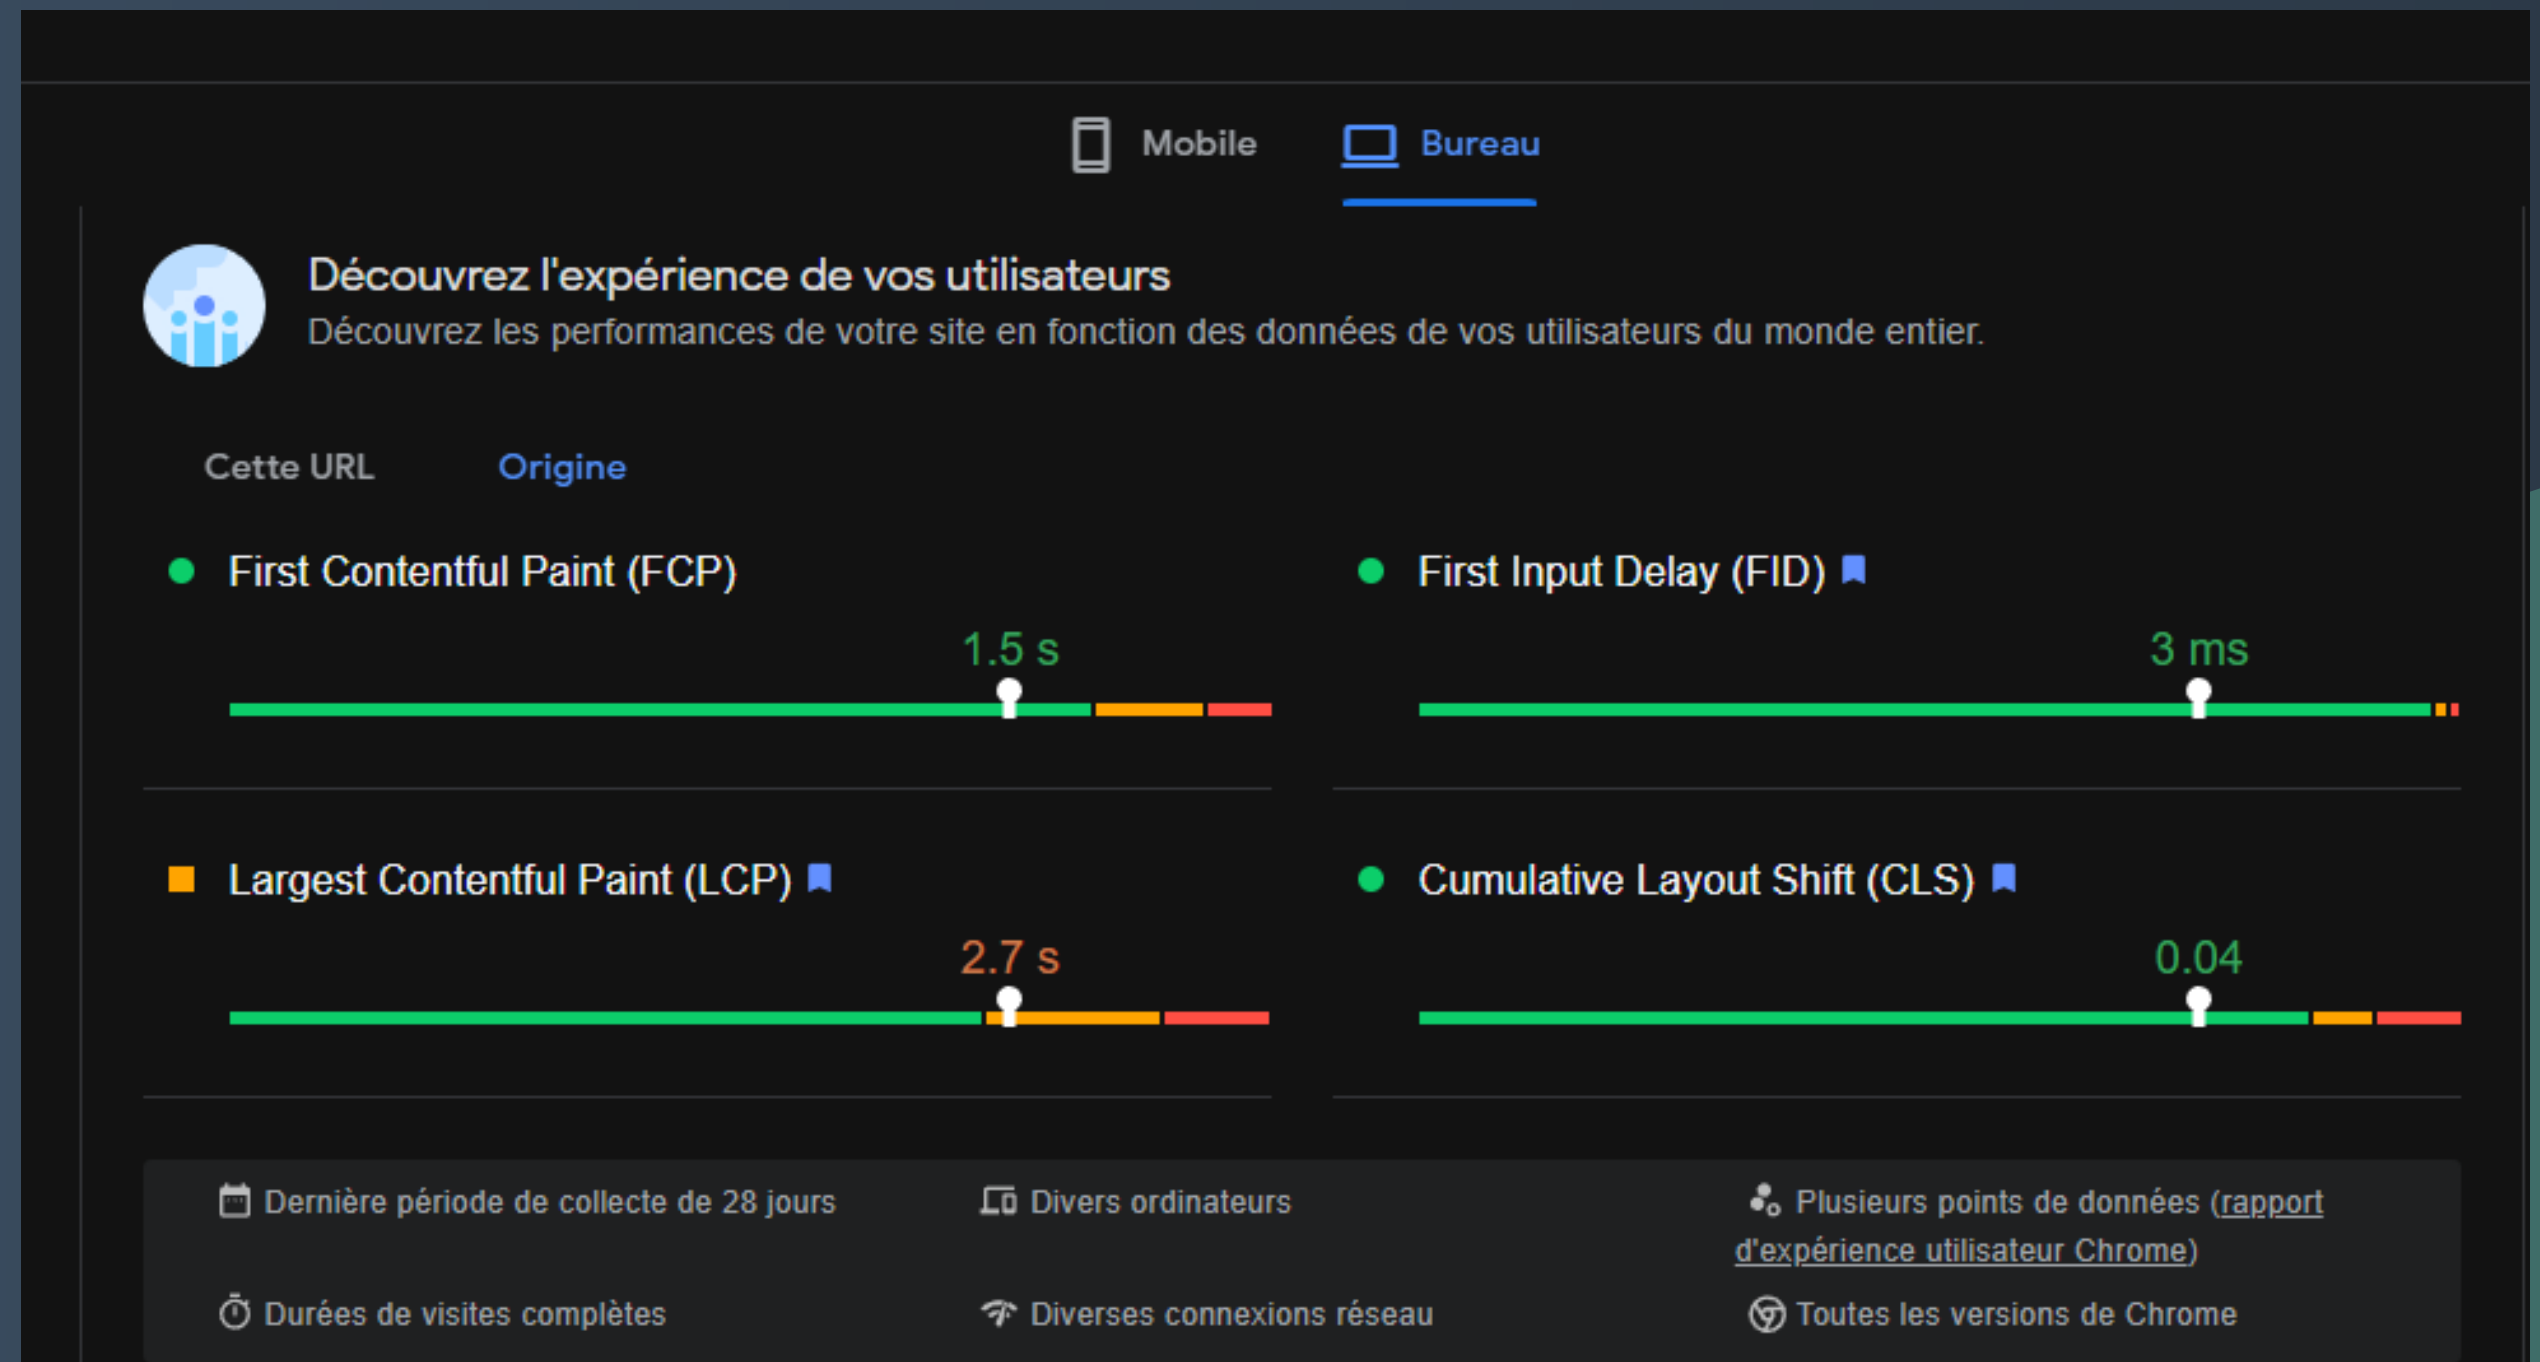 Mobile
Bureau
Découvrez l'expérience de vos utilisateurs
Découvrez les performances de votre site en fonction des données de vos utilisateurs du monde entier.
Cette URL
Origine
First Contentful Paint (FCP)
1.5 s
First Input Delay (FID)
3 ms
Largest Contentful Paint (LCP)
2.7 s
Cumulative Layout Shift (CLS)
0.04
Dernière période de collecte de 28 jours
Divers ordinateurs
Plusieurs points de données (rapport
d'expérience utilisateur Chrome)
Durées de visites complètes
Diverses connexions réseau
Toutes les versions de Chrome